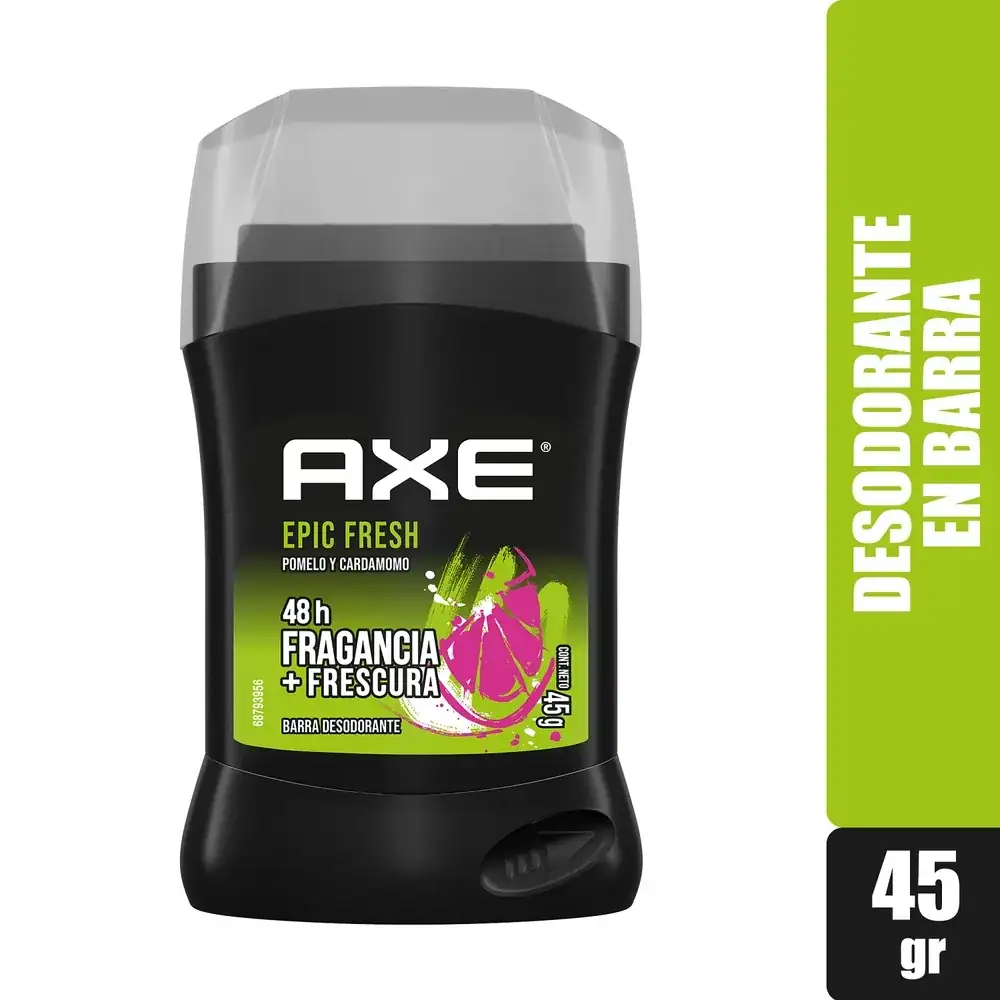 AXE®
EPIC FRESH
POMELO Y CARDAMOMO
48 h
FRAGANCIA
+ FRESCURA
BARRA DESODORANTE
68793956
CONT. NETO
45 g
DESODORANTE
EN BARRA
45
gr